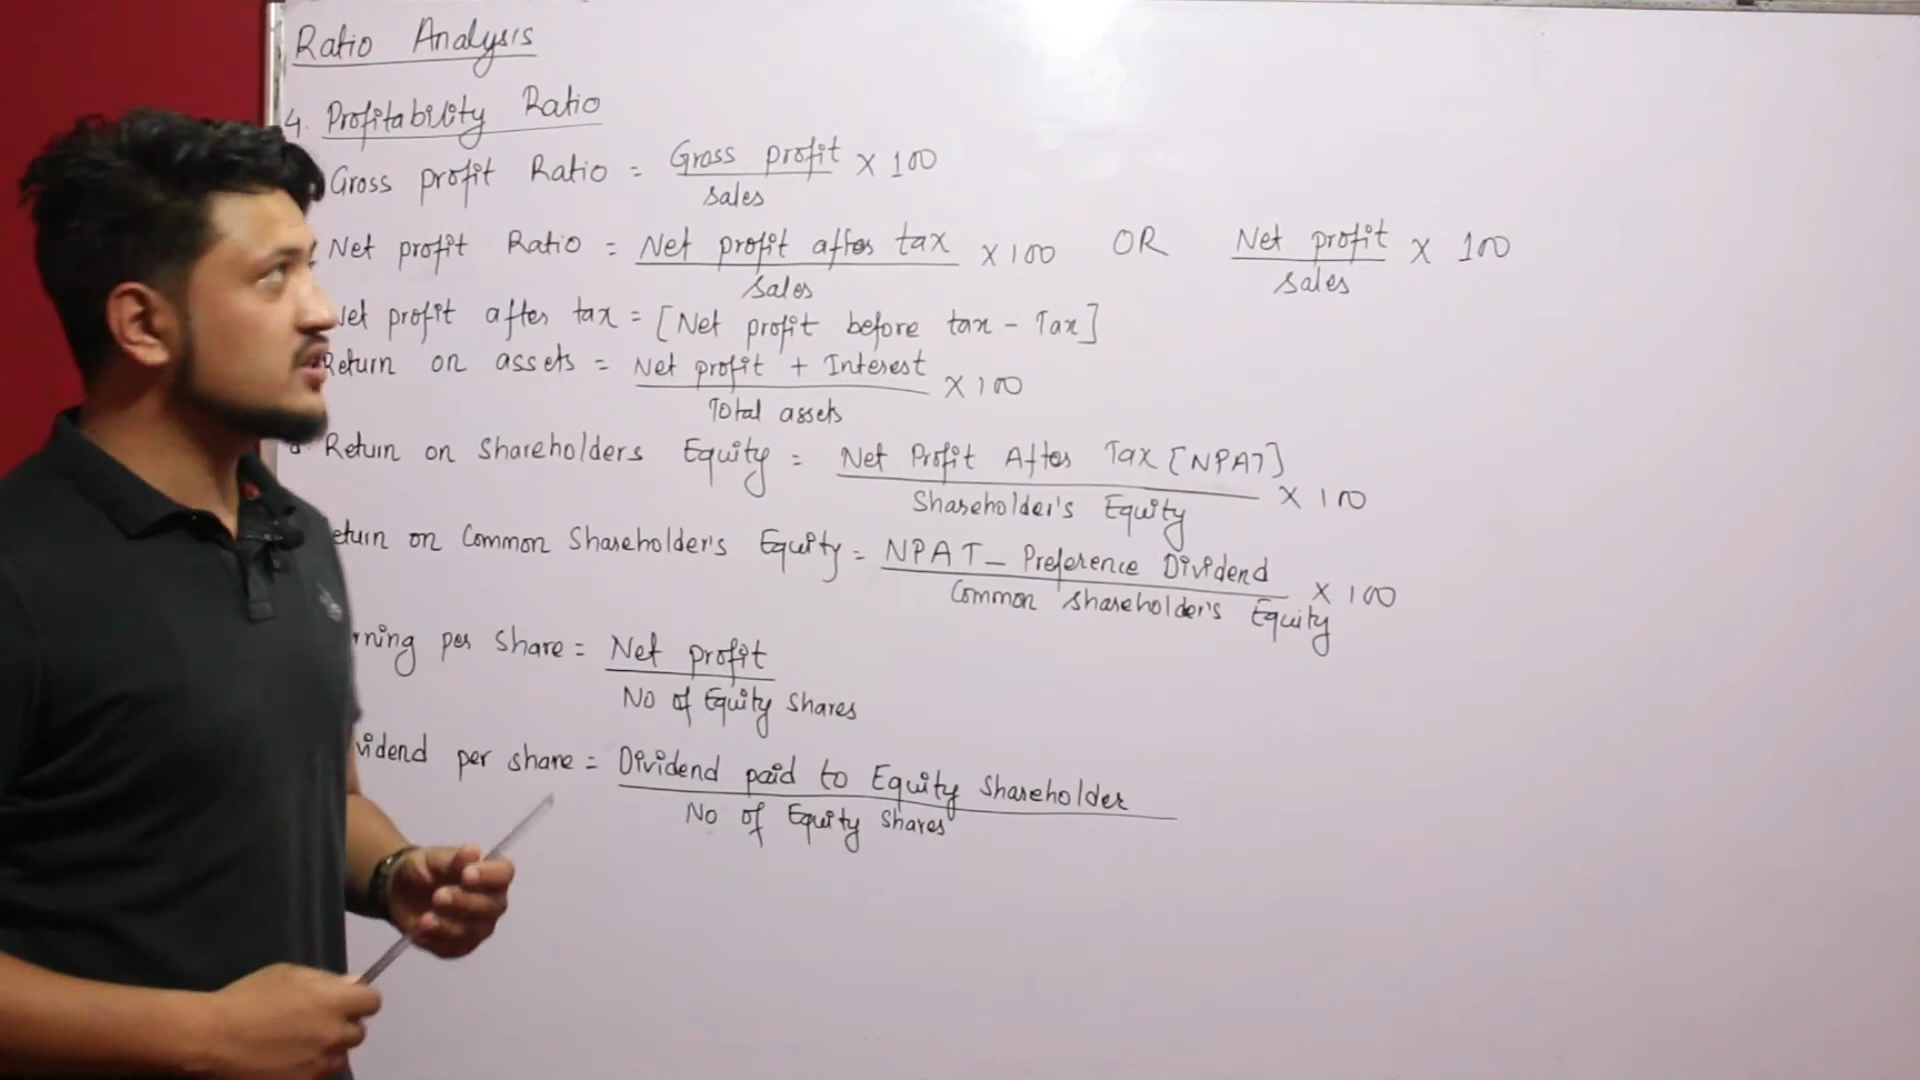 Ratio Analysis
4. Profitability Ratio
Gross profit Ratio = Gross profit / sales × 100
Net profit Ratio = Net profit after tax / sales × 100 OR Net profit / sales × 100
Net profit after tax = [Net profit before tax - Tax]
Return on assets = Net profit + Interest / Total assets × 100
Return on shareholders Equity = Net Profit After Tax [NPAT] / Shareholder's Equity × 100
eturn on Common Shareholder's Equity = NPAT - Preference Dividend / Common shareholder's Equity × 100
rning per share = Net profit / No of Equity shares
vidend per share = Dividend paid to Equity shareholder / No of Equity shares